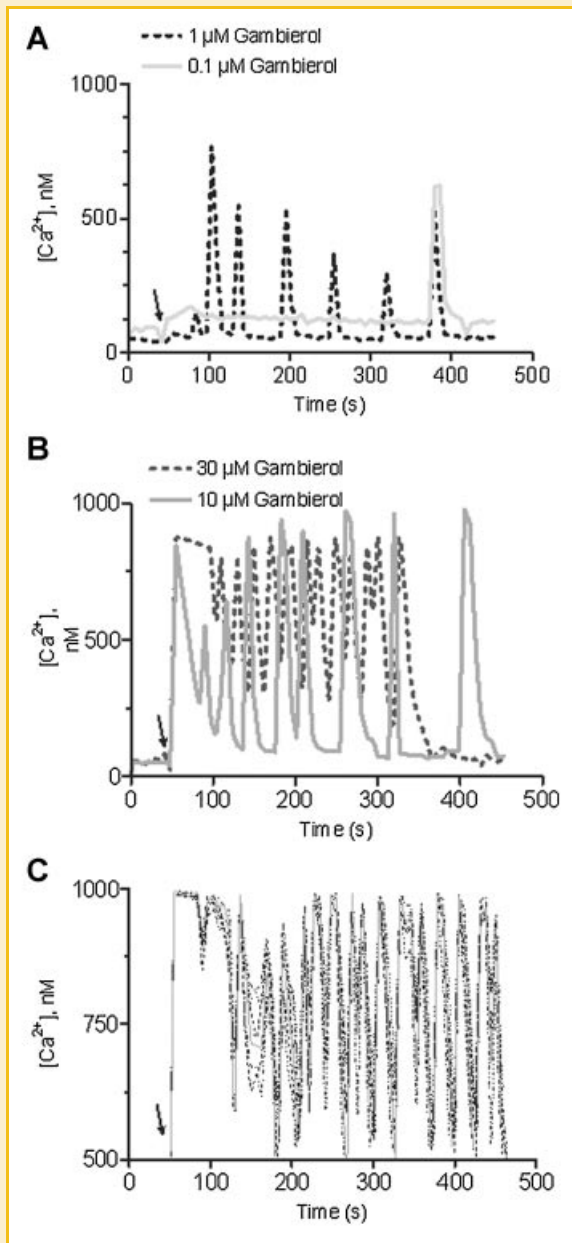 A
1 µM Gambierol
0.1 µM Gambierol
1000
500
0
[Ca2+], nM
0 100 200 300 400 500
Time (s)
B
30 µM Gambierol
10 µM Gambierol
1000
500
0
[Ca2+],
nM
0 100 200 300 400 500
Time (s)
C
1000
750
500
[Ca2+], nM
0 100 200 300 400 500
Time (s)